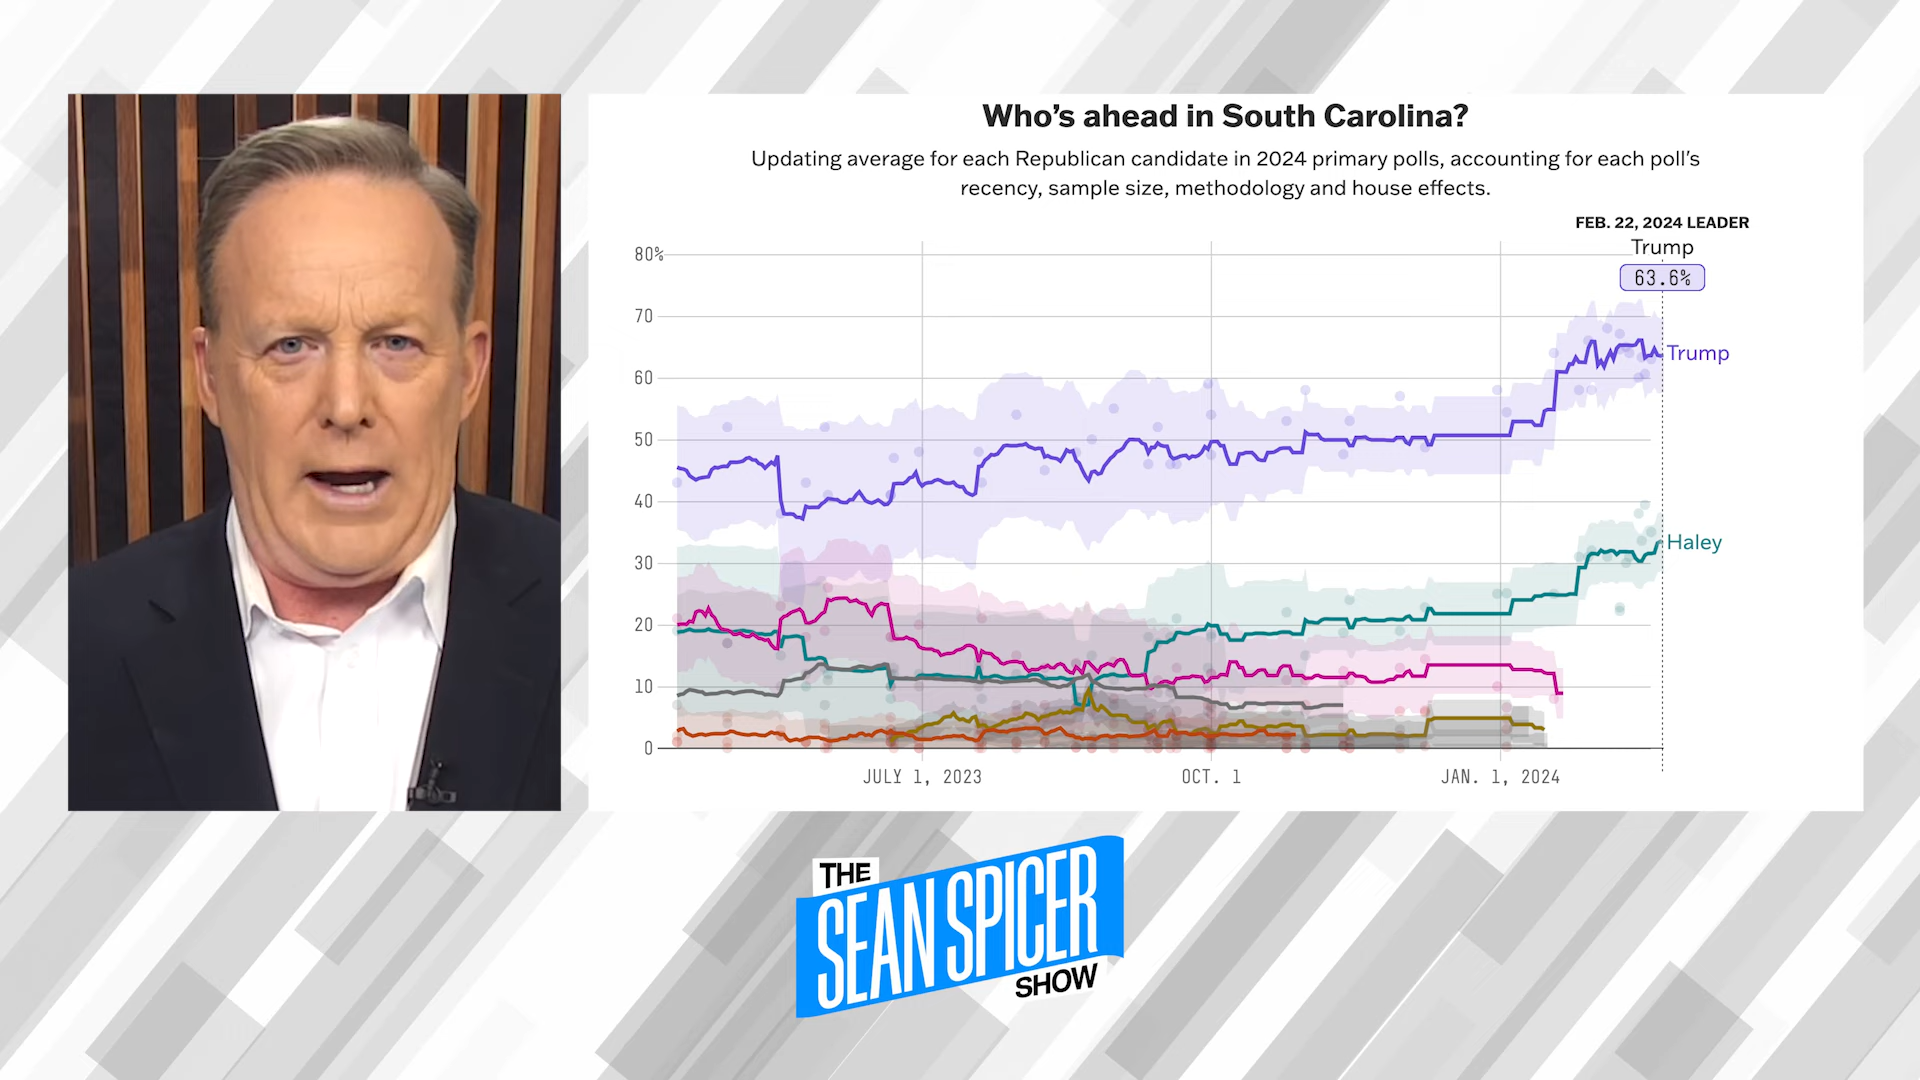 Who's ahead in South Carolina?
Updating average for each Republican candidate in 2024 primary polls, accounting for each poll's
recency, sample size, methodology and house effects.
FEB. 22, 2024 LEADER
Trump
63.6%
80%
70
60
50
40
30
20
10
0
Trump
Haley
JULY 1, 2023
OCT. 1
JAN. 1, 2024
THE
SEAN SPICER
SHOW